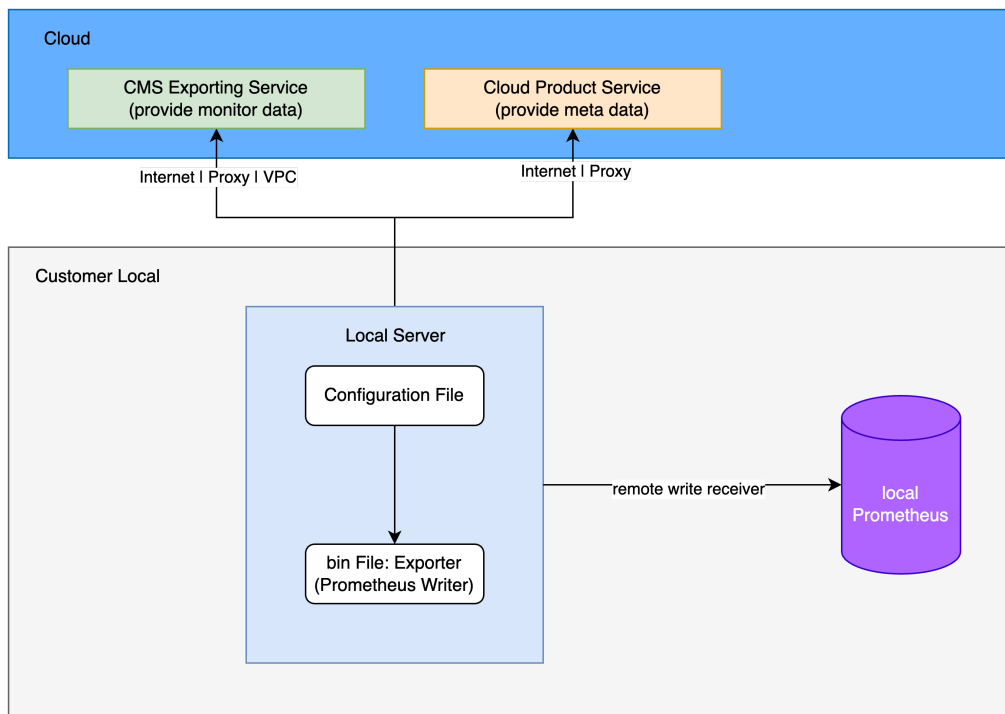 Cloud
CMS Exporting Service
(provide monitor data)
Cloud Product Service
(provide meta data)
Internet | Proxy | VPC
Internet | Proxy
Customer Local
Local Server
Configuration File
bin File: Exporter
(Prometheus Writer)
remote write receiver
local
Prometheus